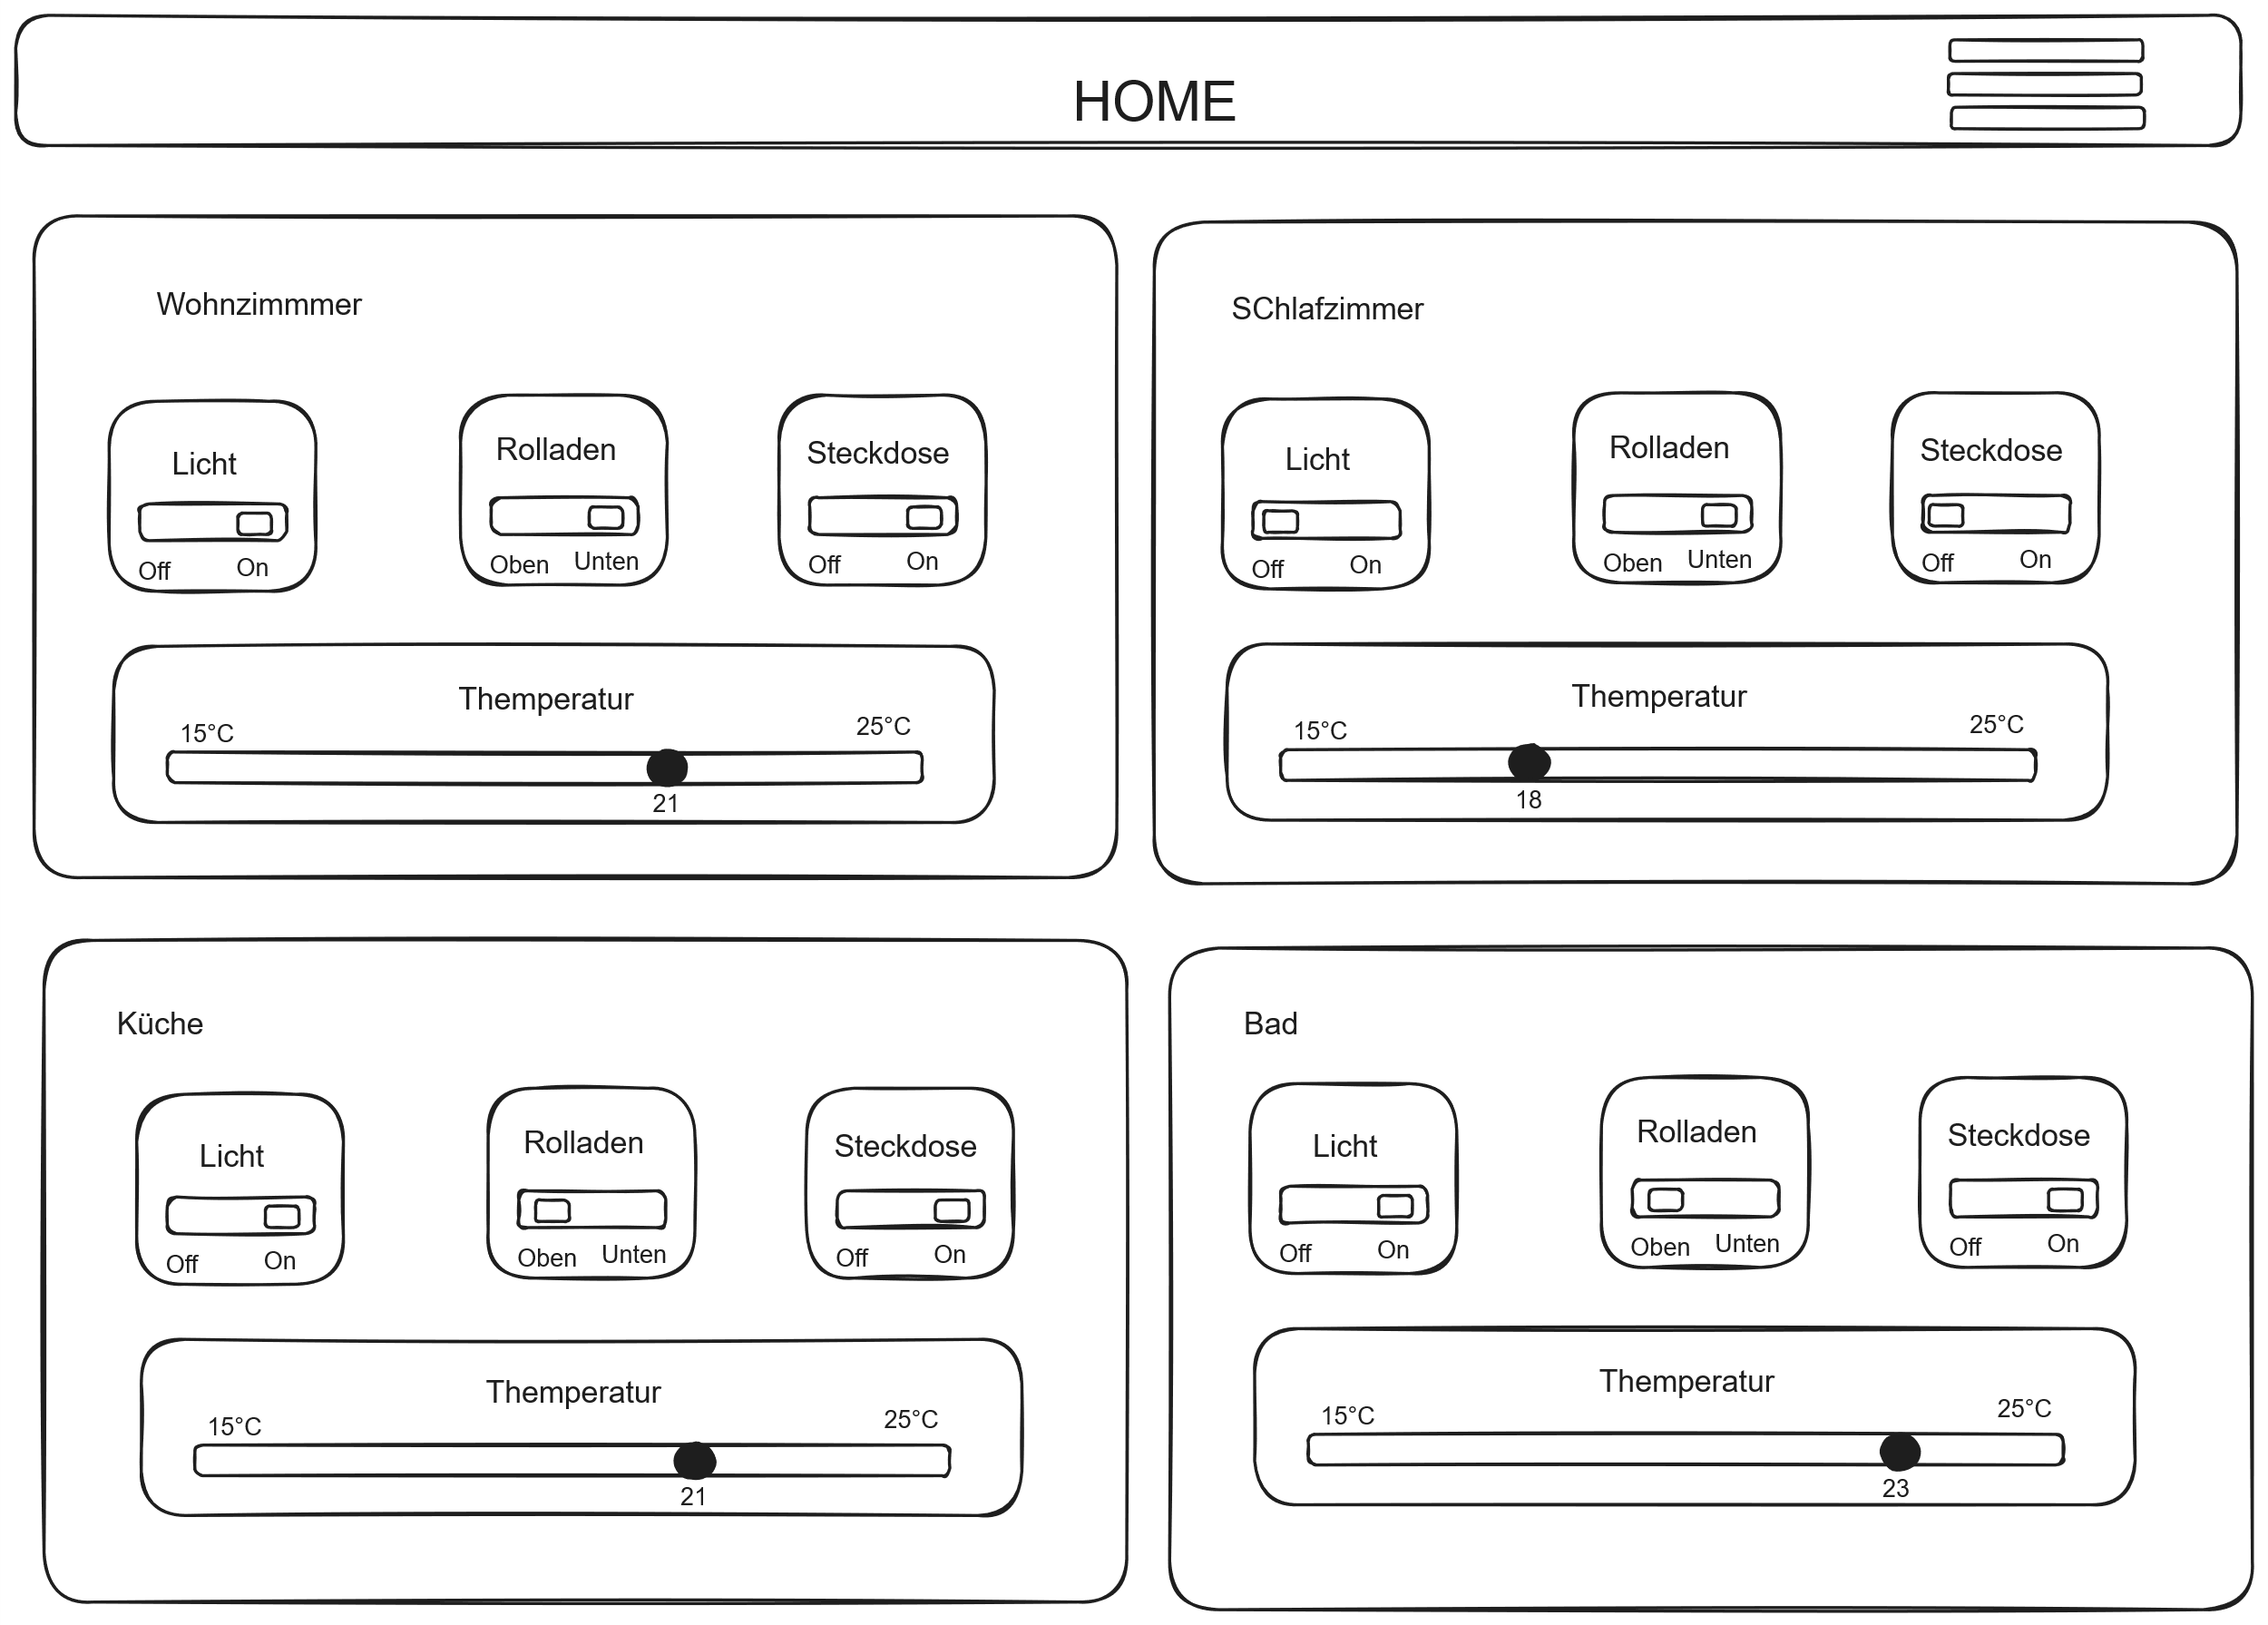 HOME
Wohnzimmmer
Licht
Off On
Rolladen
Oben Unten
Steckdose
Off On
Themperatur
15°C 25°C
21
SChlafzimmer
Licht
Off On
Rolladen
Oben Unten
Steckdose
Off On
Themperatur
15°C 25°C
18
Küche
Licht
Off On
Rolladen
Oben Unten
Steckdose
Off On
Themperatur
15°C 25°C
21
Bad
Licht
Off On
Rolladen
Oben Unten
Steckdose
Off On
Themperatur
15°C 25°C
23